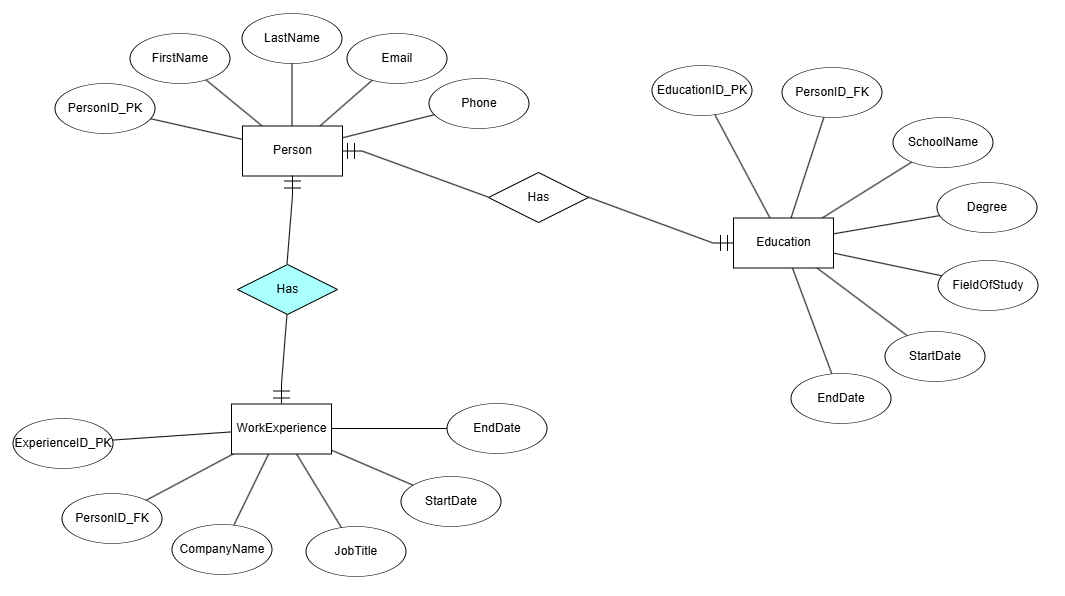 LastName
FirstName
Email
PersonID_PK
Phone
Person
EducationID_PK
PersonID_FK
SchoolName
Has
Degree
Education
Has
FieldOfStudy
StartDate
EndDate
WorkExperience
EndDate
ExperienceID_PK
StartDate
PersonID_FK
CompanyName
JobTitle